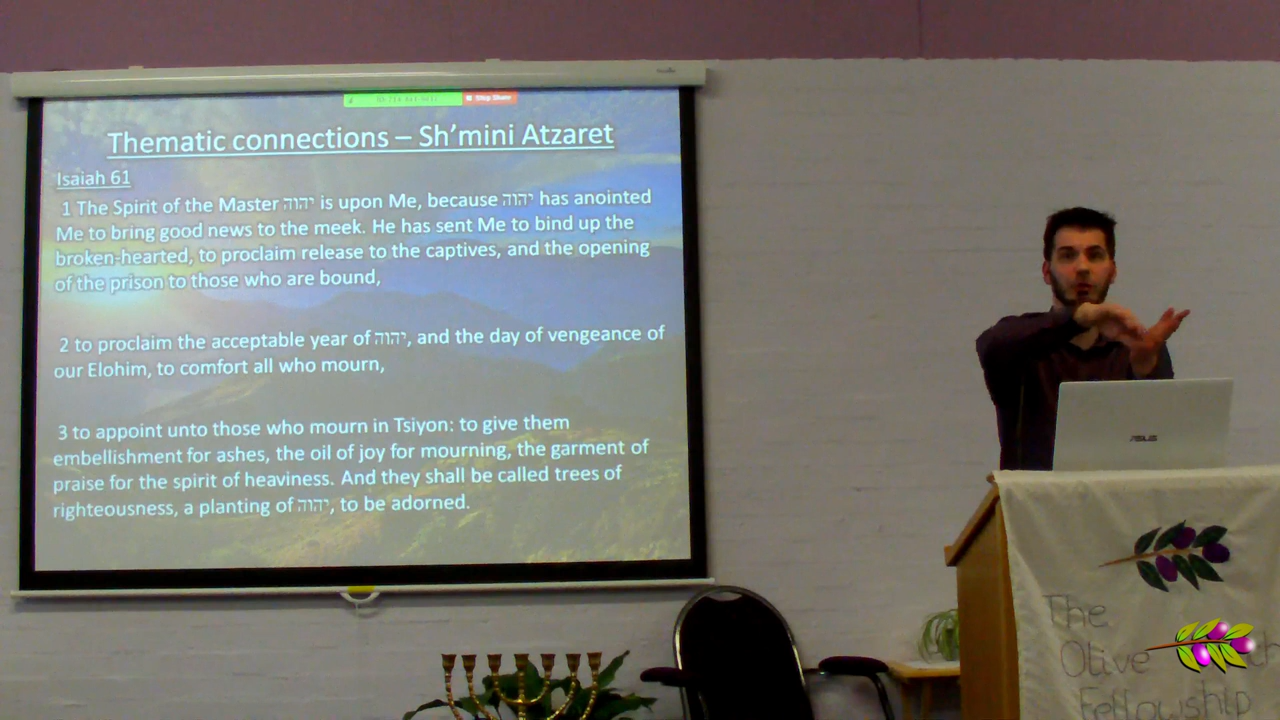 Stop Share
Thematic connections – Sh'mini Atzaret
Isaiah 61
1 The Spirit of the Master יהוה is upon Me, because יהוה has anointed
Me to bring good news to the meek. He has sent Me to bind up the
broken-hearted, to proclaim release to the captives, and the opening
of the prison to those who are bound,
2 to proclaim the acceptable year of יהוה, and the day of vengeance of
our Elohim, to comfort all who mourn,
3 to appoint unto those who mourn in Tsiyon: to give them
embellishment for ashes, the oil of joy for mourning, the garment of
praise for the spirit of heaviness. And they shall be called trees of
righteousness, a planting of יהוה, to be adorned.
ASUS
The
Olive
Fellowship